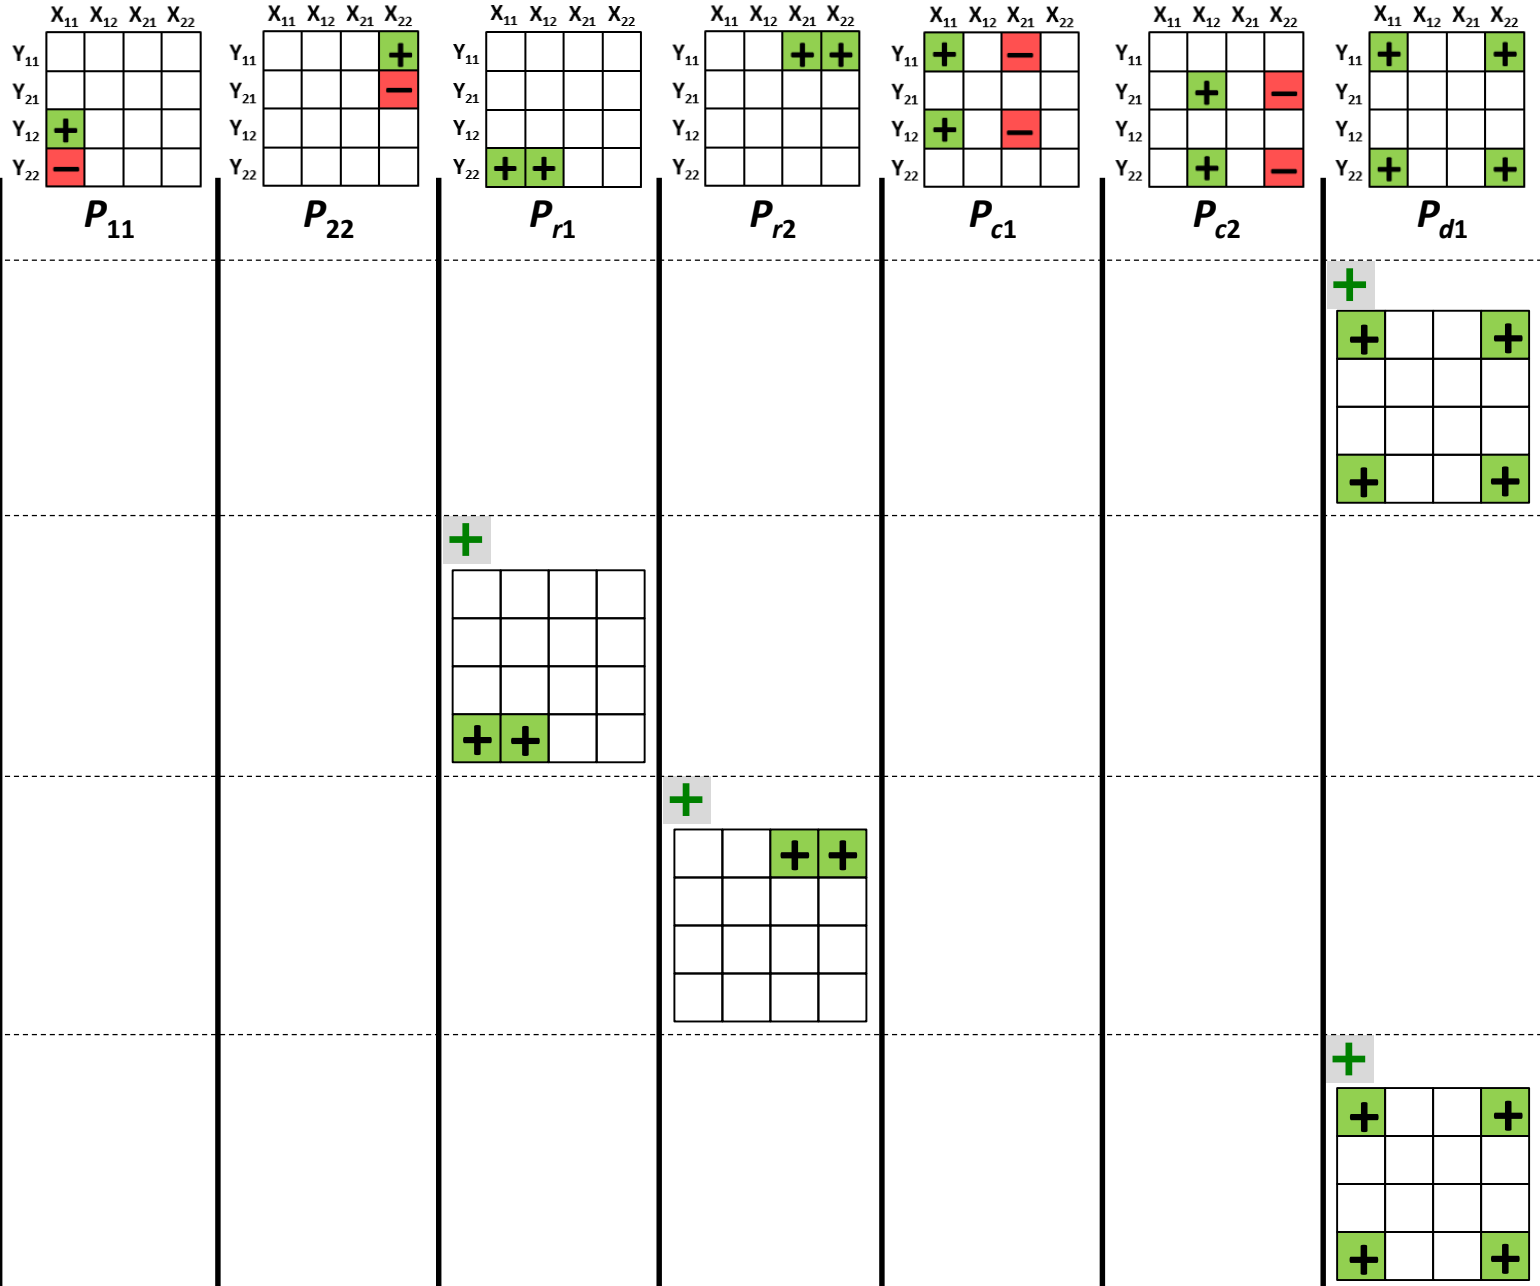 X₁₁ X₁₂ X₂₁ X₂₂ X₁₁ X₁₂ X₂₁ X₂₂ X₁₁ X₁₂ X₂₁ X₂₂ X₁₁ X₁₂ X₂₁ X₂₂ X₁₁ X₁₂ X₂₁ X₂₂ X₁₁ X₁₂ X₂₁ X₂₂ X₁₁ X₁₂ X₂₁ X₂₂
Y₁₁ Y₁₁ + Y₁₁ Y₁₁ + + Y₁₁ + − Y₁₁ Y₁₁ + +
Y₂₁ Y₂₁ − Y₂₁ Y₂₁ Y₂₁ Y₂₁ + − Y₂₁
Y₁₂ + Y₁₂ Y₁₂ Y₁₂ Y₁₂ + − Y₁₂ Y₁₂
Y₂₂ − Y₂₂ Y₂₂ + + Y₂₂ Y₂₂ Y₂₂ + − Y₂₂ + +
P₁₁ P₂₂ Pᵣ₁ Pᵣ₂ P_c1 P_c2 P_d1
+
+ +
+ +
+
+ +
+
+ +
+
+ +
+ +